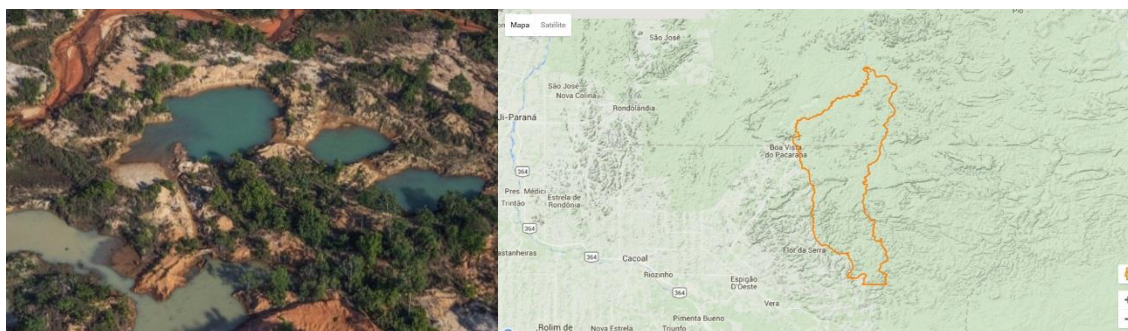 Mapa Satélite
São José
Pio
São José
Nova Colina
Rondolândia
Ji-Paraná
Boa Vista
do Pacarana
364
Pres. Médici
Trintão
Estrela de
Rondônia
364
astanheiras
364
Cacoal
Flor da Serra
Riozinho
Espigão
D'Oeste
364
Vera
Rolim de
Nova Estrela
Pimenta Bueno
Triunfo